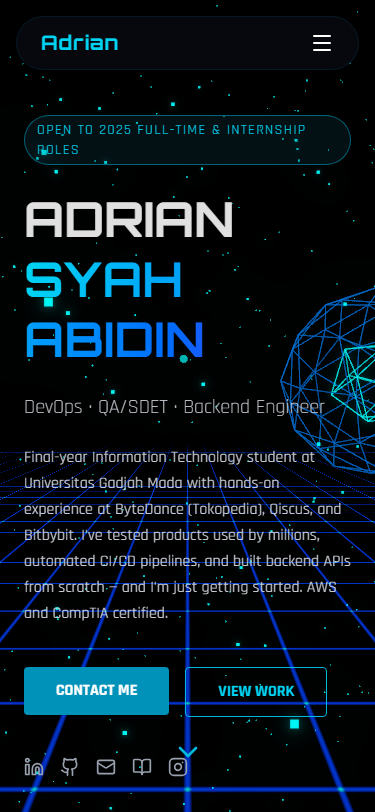 Adrian
OPEN TO 2025 FULL-TIME & INTERNSHIP
ROLES
ADRIAN
SYAH
ABIDIN
DevOps · QA/SDET · Backend Engineer
Final-year Information Technology student at
Universitas Gadjah Mada with hands-on
experience at ByteDance (Tokopedia), Qiscus, and
Bitbybit. I've tested products used by millions,
automated CI/CD pipelines, and built backend APIs
from scratch — and I'm just getting started. AWS
and CompTIA certified.
CONTACT ME
VIEW WORK